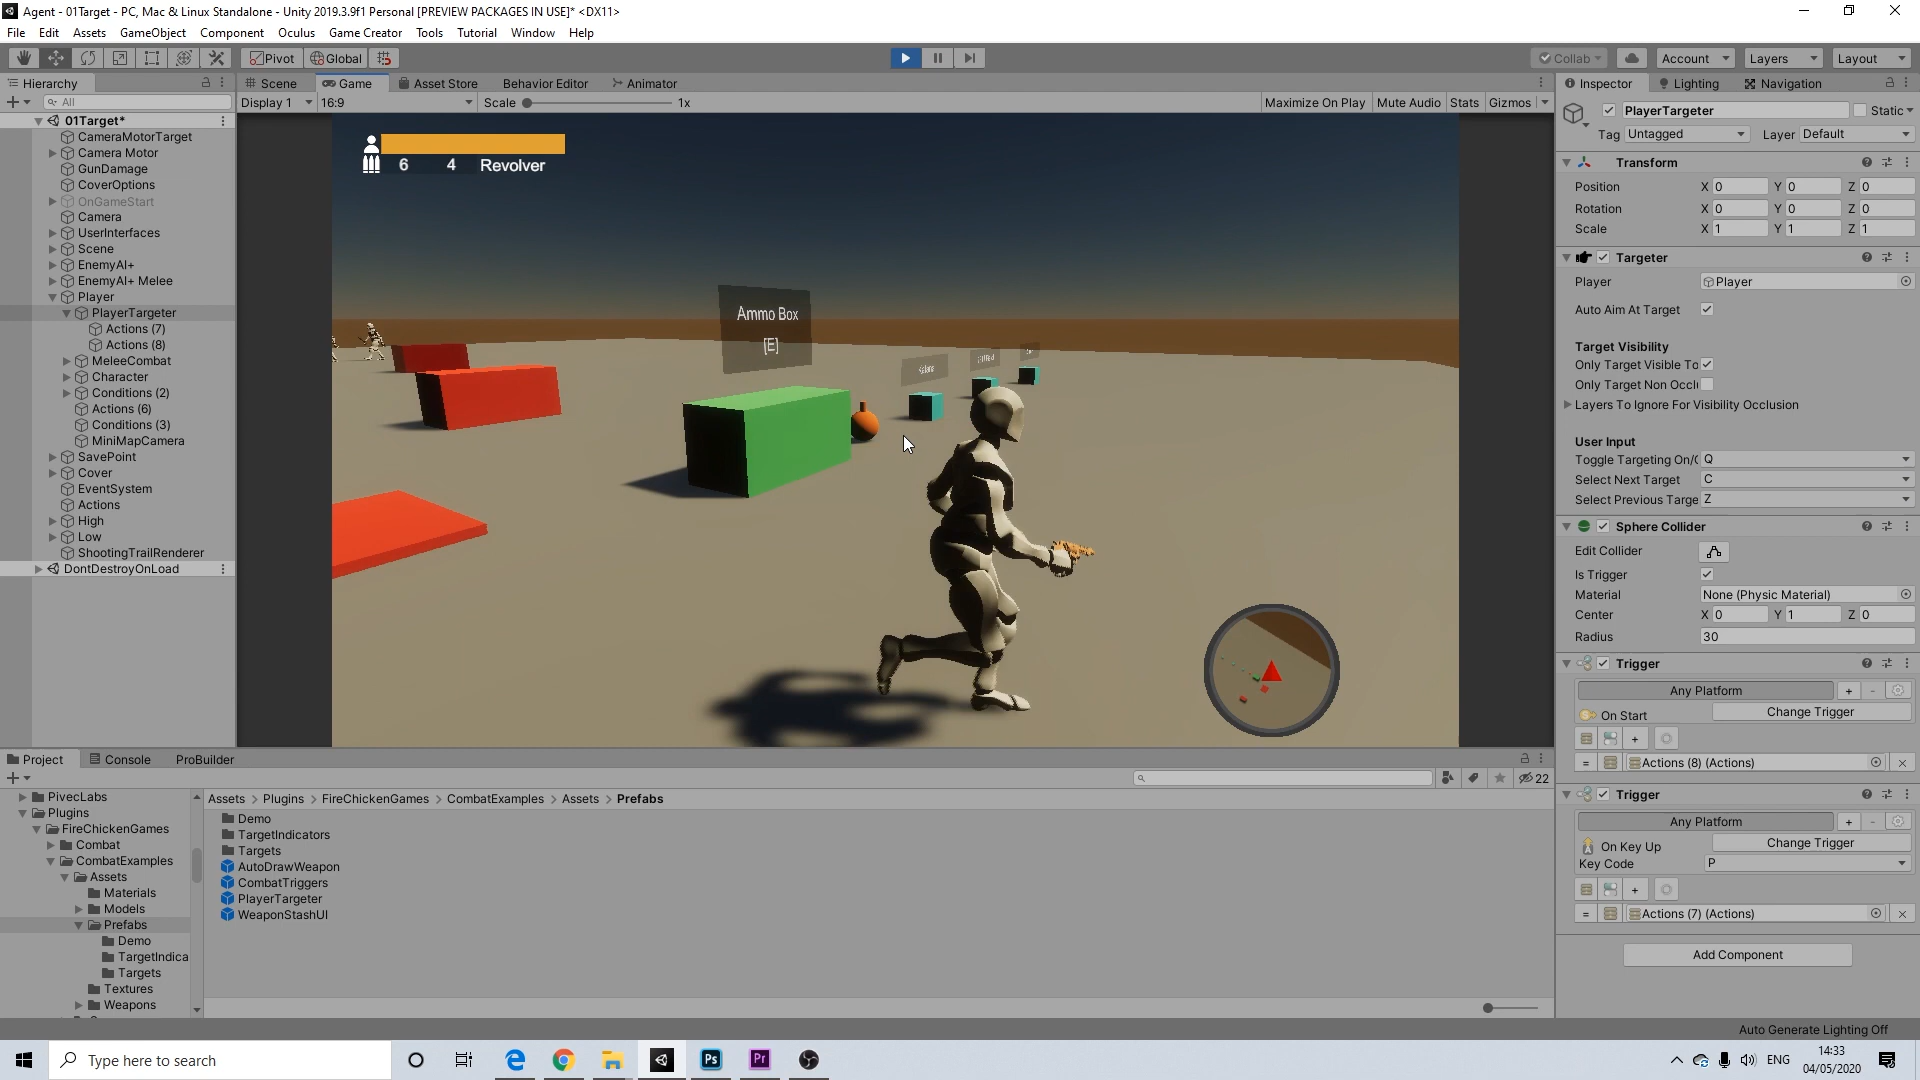 Agent - 01Target - PC, Mac & Linux Standalone - Unity 2019.3.9f1 Personal [PREVIEW PACKAGES IN USE]* <DX11>
File Edit Assets GameObject Component Oculus Game Creator Tools Tutorial Window Help
Pivot Global Collab Account Layers Layout
Hierarchy
All
01Target*
CameraMotorTarget
Camera Motor
GunDamage
CoverOptions
OnGameStart
Camera
UserInterfaces
Scene
EnemyAI+
EnemyAI+ Melee
Player
PlayerTargeter
Actions (7)
Actions (8)
MeleeCombat
Character
Conditions (2)
Actions (6)
Conditions (3)
MiniMapCamera
SavePoint
Cover
EventSystem
Actions
High
Low
ShootingTrailRenderer
DontDestroyOnLoad
Scene Game Asset Store Behavior Editor Animator
Display 1 16:9 Scale 1x Maximize On Play Mute Audio Stats Gizmos
6 4 Revolver
Ammo Box
[E]
Inspector Lighting Navigation
PlayerTargeter Static
Tag Untagged Layer Default
Transform
Position X 0 Y 0 Z 0
Rotation X 0 Y 0 Z 0
Scale X 1 Y 1 Z 1
Targeter
Player Player
Auto Aim At Target
Target Visibility
Only Target Visible To
Only Target Non Occl
Layers To Ignore For Visibility Occlusion
User Input
Toggle Targeting On/ Q
Select Next Target C
Select Previous Targe Z
Sphere Collider
Edit Collider
Is Trigger
Material None (Physic Material)
Center X 0 Y 1 Z 0
Radius 30
Trigger
Any Platform + -
On Start Change Trigger
+
= Actions (8) (Actions)
Trigger
Any Platform + -
On Key Up Change Trigger
Key Code P
+
= Actions (7) (Actions)
Add Component
Project Console ProBuilder
22
PivecLabs
Plugins
FireChickenGames
Combat
CombatExamples
Assets
Materials
Models
Prefabs
Demo
TargetIndica
Targets
Textures
Weapons
Assets > Plugins > FireChickenGames > CombatExamples > Assets > Prefabs
Demo
TargetIndicators
Targets
AutoDrawWeapon
CombatTriggers
PlayerTargeter
WeaponStashUI
Auto Generate Lighting Off
Type here to search
Ps Pr
ENG
14:33
04/05/2020